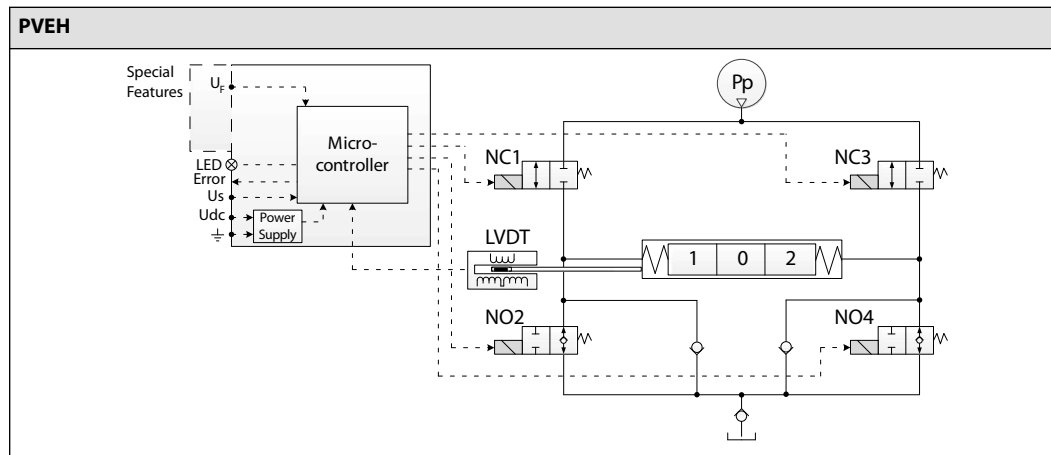 PVEH
Special
Features
U_F
Micro-
controller
LED
Error
Us
Udc
Power
Supply
Pp
NC1
NC3
LVDT
1 0 2
NO2
NO4